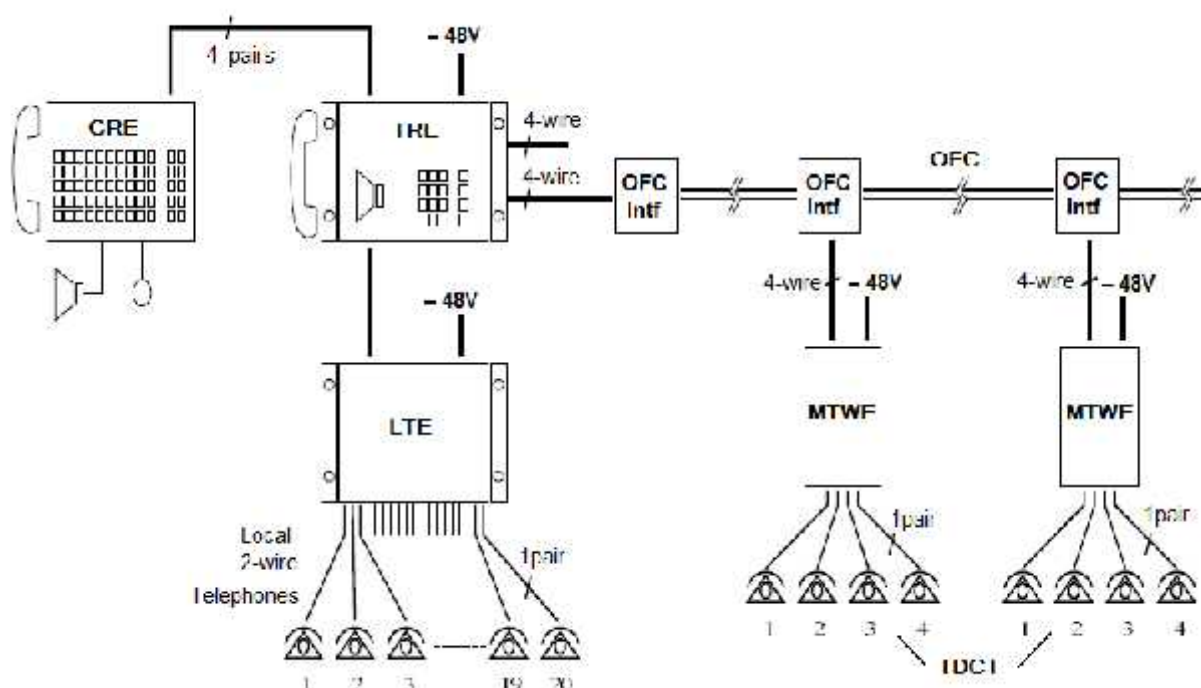 4 pairs
– 48V
CRE
TRL
4-wire
4-wire
OFC
Intf
OFC
OFC
Intf
OFC
Intf
4-wire
– 48V
4-wire
– 48V
– 48V
LTE
MTWF
MTWF
Local
2-wire
Telephones
1pair
1pair
1pair
1 2 3 19 20
1 2 3 4
1 2 3 4
TDCT